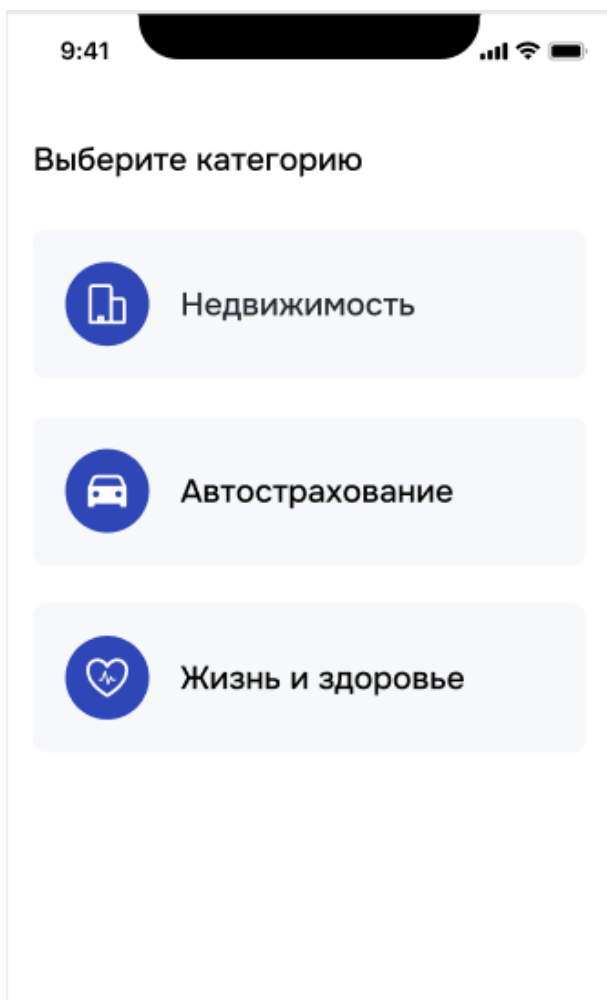 9:41
Выберите категорию
Недвижимость
Автострахование
Жизнь и здоровье